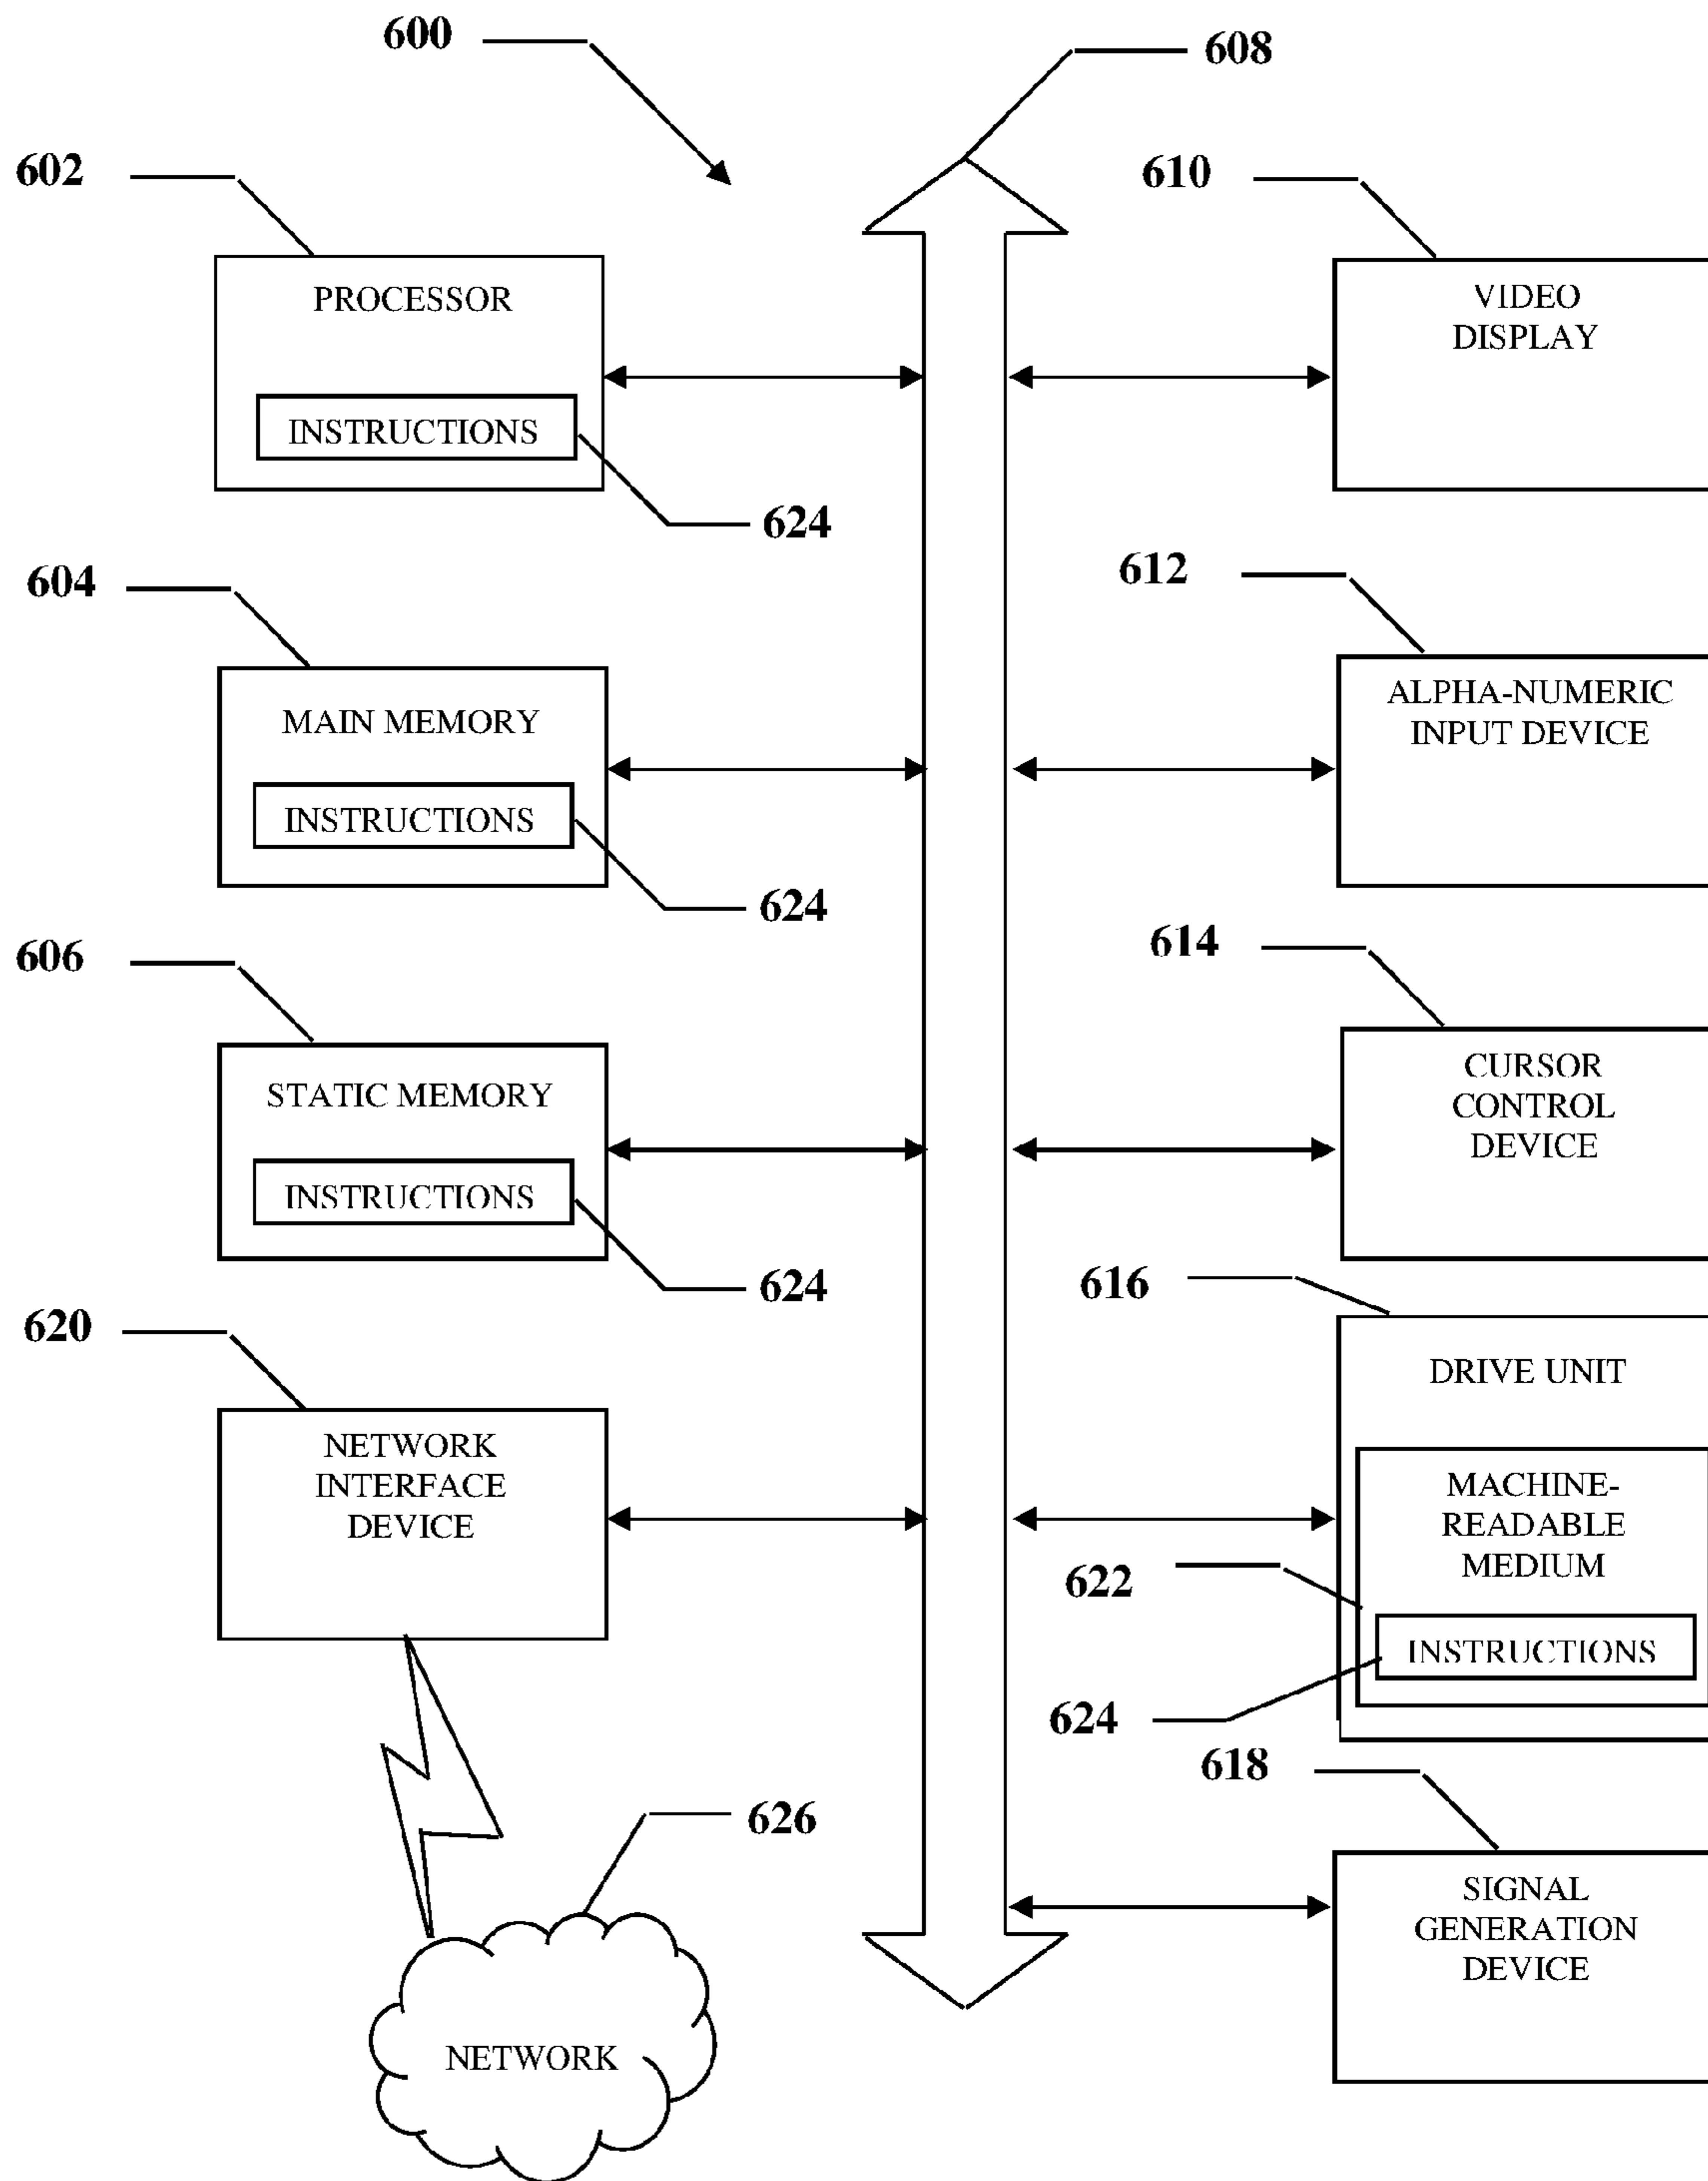 600
608
602
610
PROCESSOR
INSTRUCTIONS
624
VIDEO
DISPLAY
604
612
MAIN MEMORY
INSTRUCTIONS
624
ALPHA-NUMERIC
INPUT DEVICE
606
614
STATIC MEMORY
INSTRUCTIONS
624
CURSOR
CONTROL
DEVICE
620
616
NETWORK
INTERFACE
DEVICE
DRIVE UNIT
MACHINE-
READABLE
MEDIUM
622
INSTRUCTIONS
624
618
626
SIGNAL
GENERATION
DEVICE
NETWORK